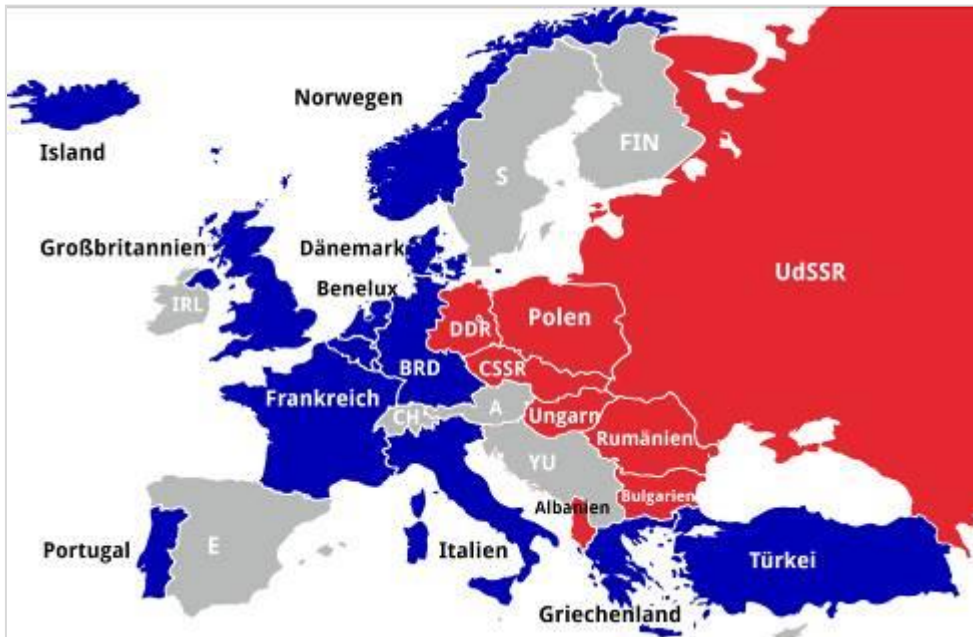 Norwegen
Island
FIN
S
Großbritannien
Dänemark
UdSSR
Benelux
IRL
Polen
DDR
BRD
CSSR
Frankreich
CH
A
Ungarn
Rumänien
YU
Bulgarien
Albanien
Portugal
E
Italien
Türkei
Griechenland